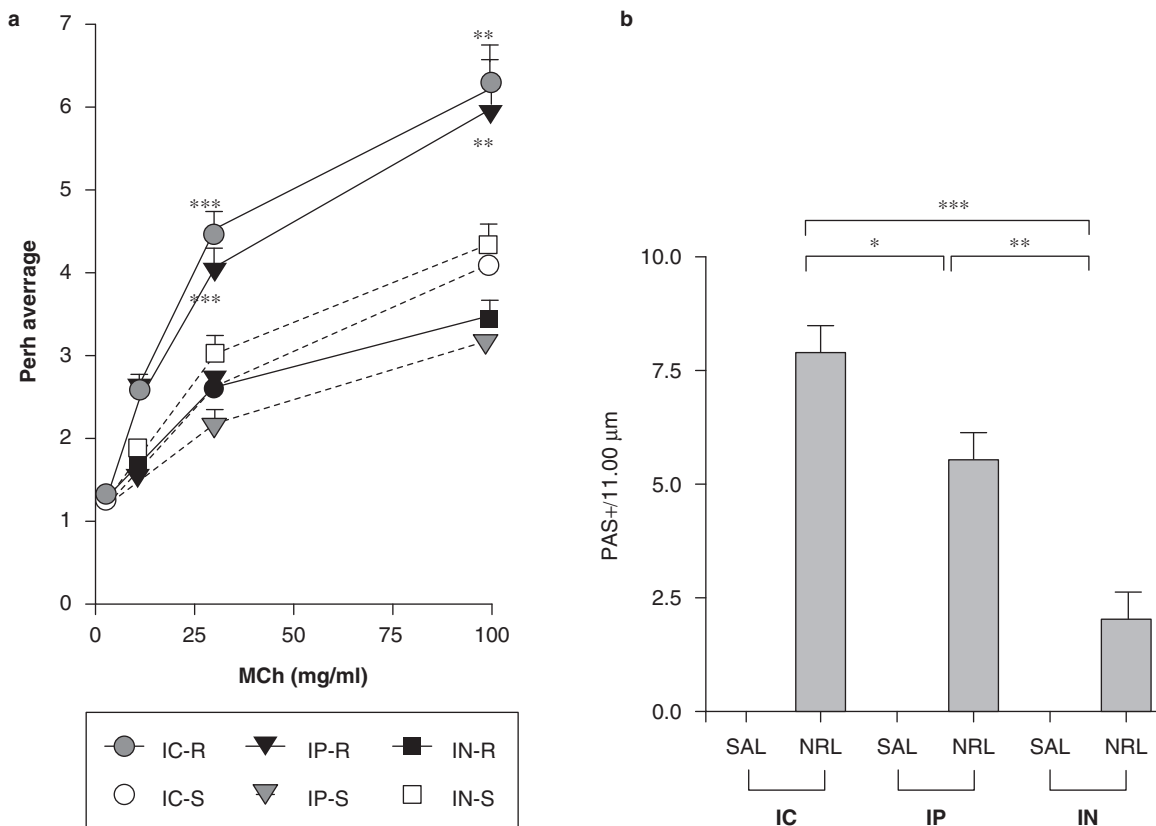 a
7
6
5
4
3
2
1
0
Perh averrage
**
**
***
***
0 25 50 75 100
MCh (mg/ml)
IC-R IP-R IN-R
IC-S IP-S IN-S
b
***
* **
10.0
7.5
5.0
2.5
0.0
PAS+/11.00 μm
SAL NRL SAL NRL SAL NRL
IC IP IN